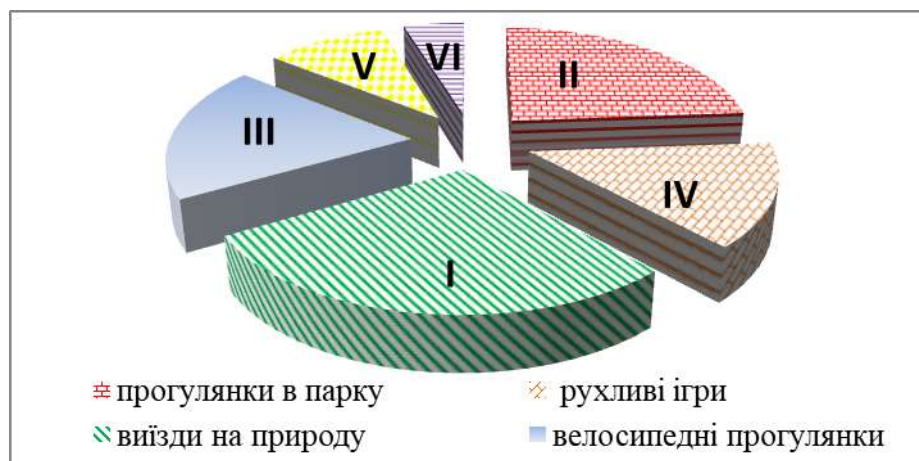 V VI II
III
IV
I
прогулянки в парку рухливі ігри
виїзди на природу велосипедні прогулянки